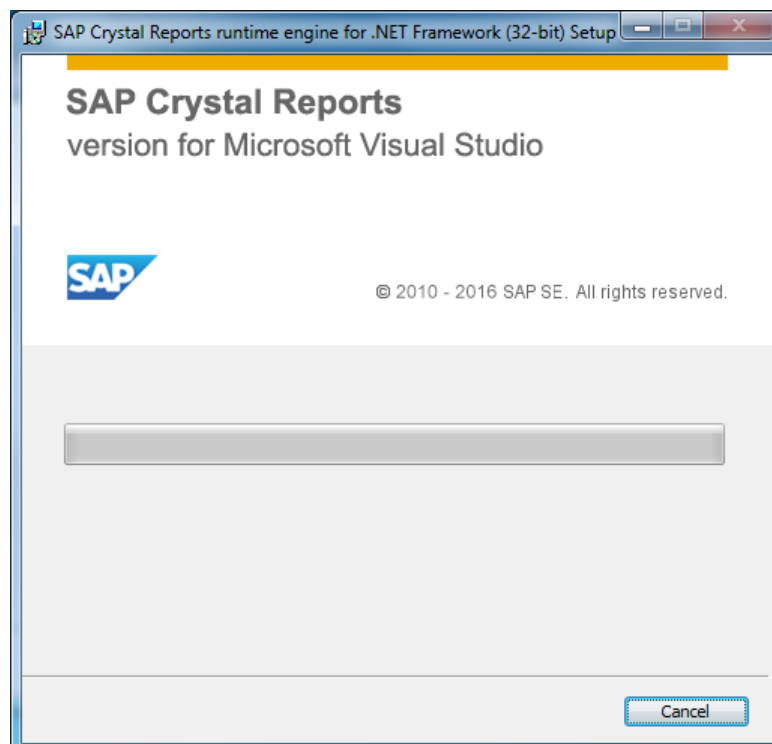 SAP Crystal Reports runtime engine for .NET Framework (32-bit) Setup
SAP Crystal Reports
version for Microsoft Visual Studio
SAP
© 2010 - 2016 SAP SE. All rights reserved.
Cancel